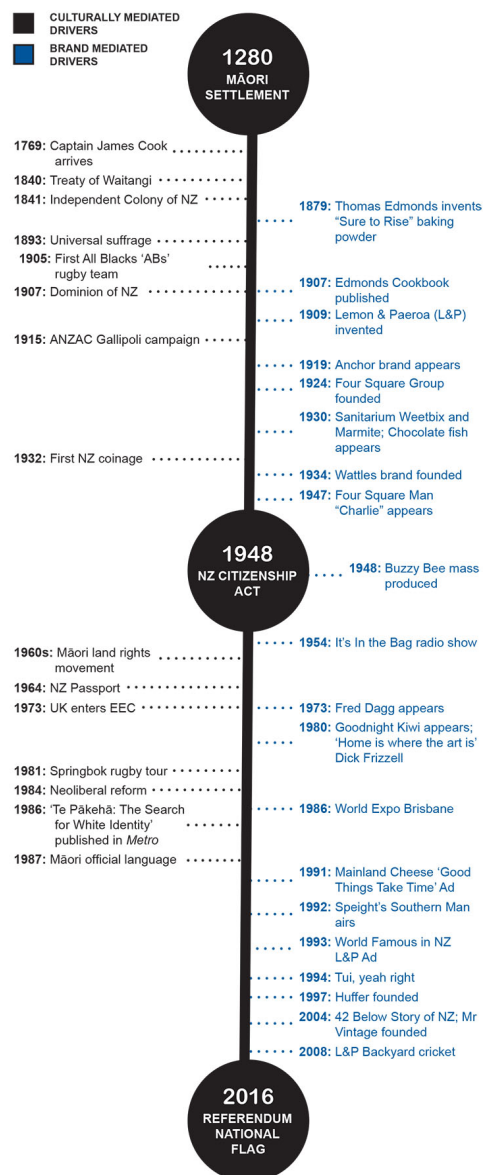 CULTURALLY MEDIATED
DRIVERS
BRAND MEDIATED
DRIVERS
1280
MĀORI
SETTLEMENT
1769: Captain James Cook
arrives
1840: Treaty of Waitangi
1841: Independent Colony of NZ
1879: Thomas Edmonds invents
“Sure to Rise” baking
powder
1893: Universal suffrage
1905: First All Blacks ‘ABs’
rugby team
1907: Dominion of NZ
1907: Edmonds Cookbook
published
1909: Lemon & Paeroa (L&P)
invented
1915: ANZAC Gallipoli campaign
1919: Anchor brand appears
1924: Four Square Group
founded
1930: Sanitarium Weetbix and
Marmite; Chocolate fish
appears
1932: First NZ coinage
1934: Wattles brand founded
1947: Four Square Man
“Charlie” appears
1948
NZ CITIZENSHIP
ACT
1948: Buzzy Bee mass
produced
1954: It’s In the Bag radio show
1960s: Māori land rights
movement
1964: NZ Passport
1973: UK enters EEC
1973: Fred Dagg appears
1980: Goodnight Kiwi appears;
‘Home is where the art is’
Dick Frizzell
1981: Springbok rugby tour
1984: Neoliberal reform
1986: ‘Te Pākehā: The Search
for White Identity’
published in Metro
1986: World Expo Brisbane
1987: Māori official language
1991: Mainland Cheese ‘Good
Things Take Time’ Ad
1992: Speight’s Southern Man
airs
1993: World Famous in NZ
L&P Ad
1994: Tui, yeah right
1997: Huffer founded
2004: 42 Below Story of NZ; Mr
Vintage founded
2008: L&P Backyard cricket
2016
REFERENDUM
NATIONAL
FLAG